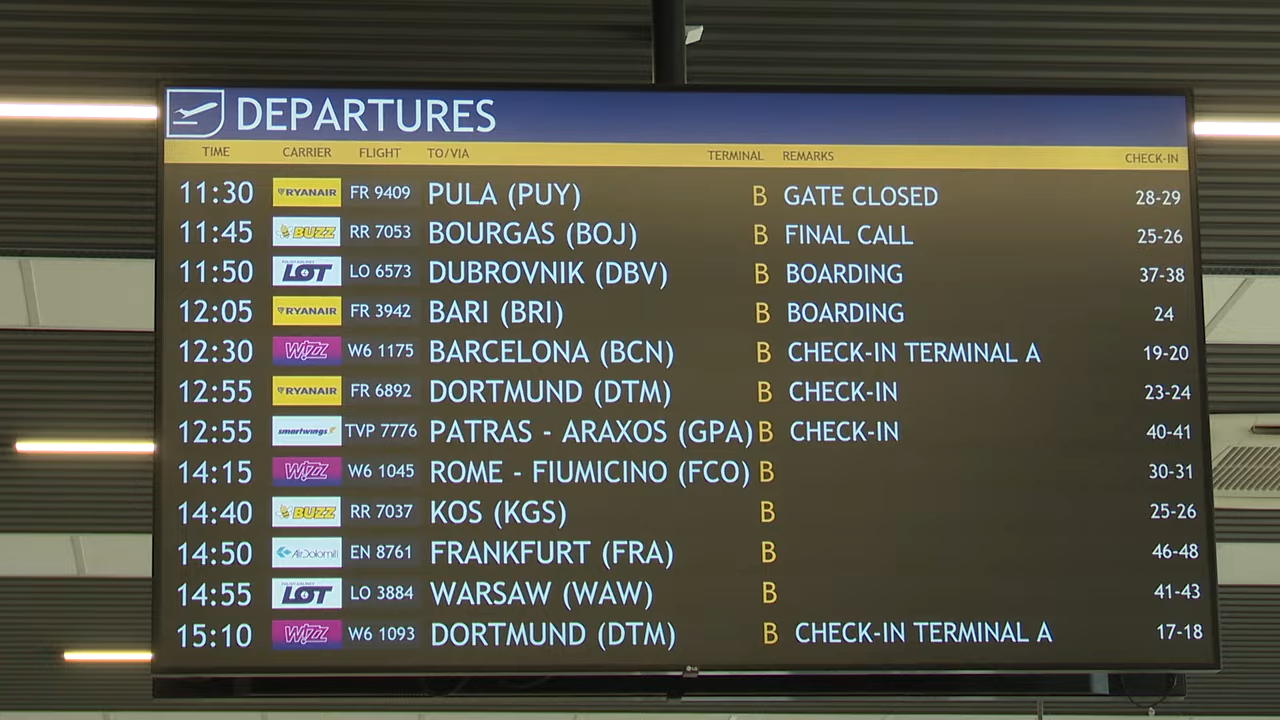 DEPARTURES
TIME CARRIER FLIGHT TO/VIA TERMINAL REMARKS CHECK-IN
11:30 RYANAIR FR 9409 PULA (PUY) B GATE CLOSED 28-29
11:45 BUZZ RR 7053 BOURGAS (BOJ) B FINAL CALL 25-26
11:50 LOT LO 6573 DUBROVNIK (DBV) B BOARDING 37-38
12:05 RYANAIR FR 3942 BARI (BRI) B BOARDING 24
12:30 WIZZ W6 1175 BARCELONA (BCN) B CHECK-IN TERMINAL A 19-20
12:55 RYANAIR FR 6892 DORTMUND (DTM) B CHECK-IN 23-24
12:55 smartwings TVP 7776 PATRAS - ARAXOS (GPA) B CHECK-IN 40-41
14:15 WIZZ W6 1045 ROME - FIUMICINO (FCO) B 30-31
14:40 BUZZ RR 7037 KOS (KGS) B 25-26
14:50 AirDolomiti EN 8761 FRANKFURT (FRA) B 46-48
14:55 LOT LO 3884 WARSAW (WAW) B 41-43
15:10 WIZZ W6 1093 DORTMUND (DTM) B CHECK-IN TERMINAL A 17-18
LG